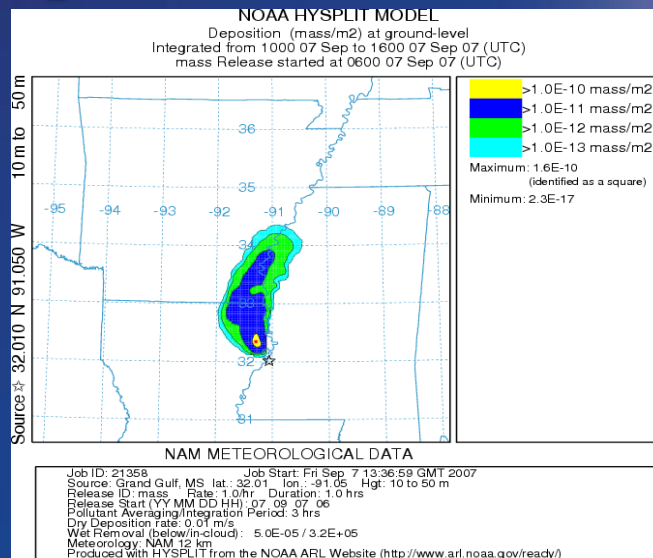 NOAA HYSPLIT MODEL
Deposition (mass/m2) at ground-level
Integrated from 1000 07 Sep to 1600 07 Sep 07 (UTC)
mass Release started at 0600 07 Sep 07 (UTC)
Source ☆ 32.010 N 91.050 W 10 m to 50 m
>1.0E-10 mass/m2
>1.0E-11 mass/m2
>1.0E-12 mass/m2
>1.0E-13 mass/m2
Maximum: 1.6E-10
(identified as a square)
Minimum: 2.3E-17
36
35
-95 -94 -93 -92 -91 -90 -89 -88
34
33
32
31
NAM METEOROLOGICAL DATA
Job ID: 21358 Job Start: Fri Sep 7 13:36:59 GMT 2007
Source: Grand Gulf, MS lat.: 32.01 lon.: -91.05 Hgt: 10 to 50 m
Release ID: mass Rate: 1.0/hr Duration: 1.0 hrs
Release Start (YY MM DD HH): 07 09 07 06
Pollutant Averaging/Integration Period: 3 hrs
Dry Deposition rate: 0.01 m/s
Wet Removal (below/in-cloud): 5.0E-05 / 3.2E+05
Meteorology: NAM 12 km
Produced with HYSPLIT from the NOAA ARL Website (http://www.arl.noaa.gov/ready/)